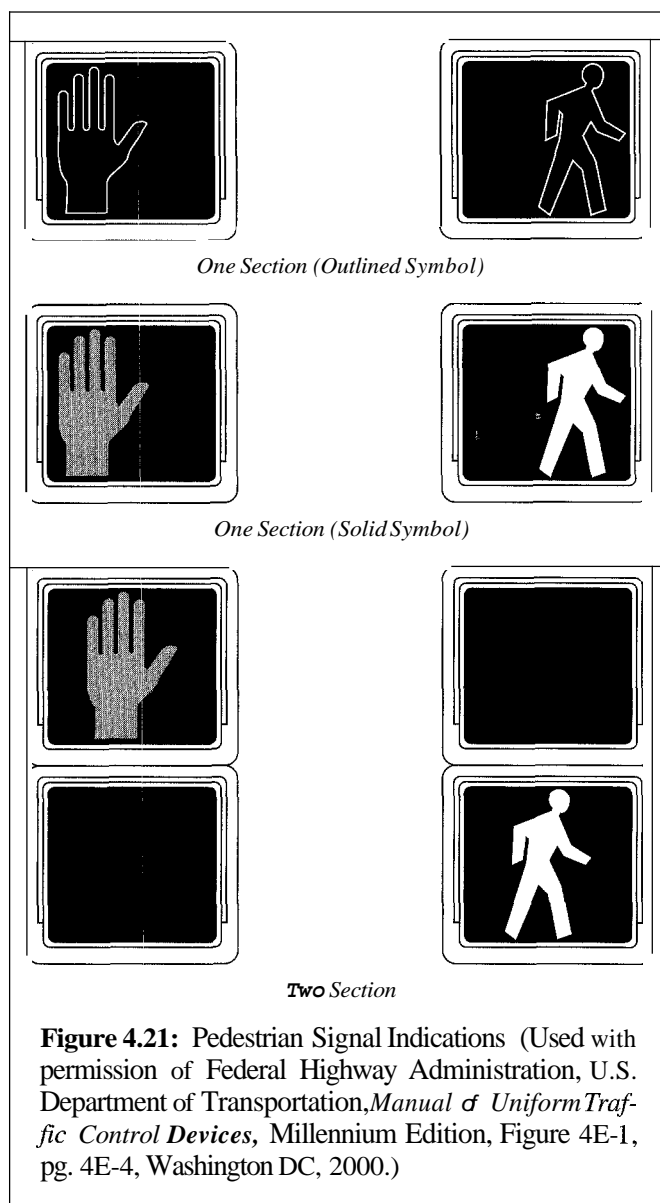 One Section (Outlined Symbol)
One Section (Solid Symbol)
Two Section
Figure 4.21: Pedestrian Signal Indications (Used with
permission of Federal Highway Administration, U.S.
Department of Transportation, Manual of Uniform Traf-
fic Control Devices, Millennium Edition, Figure 4E-1,
pg. 4E-4, Washington DC, 2000.)